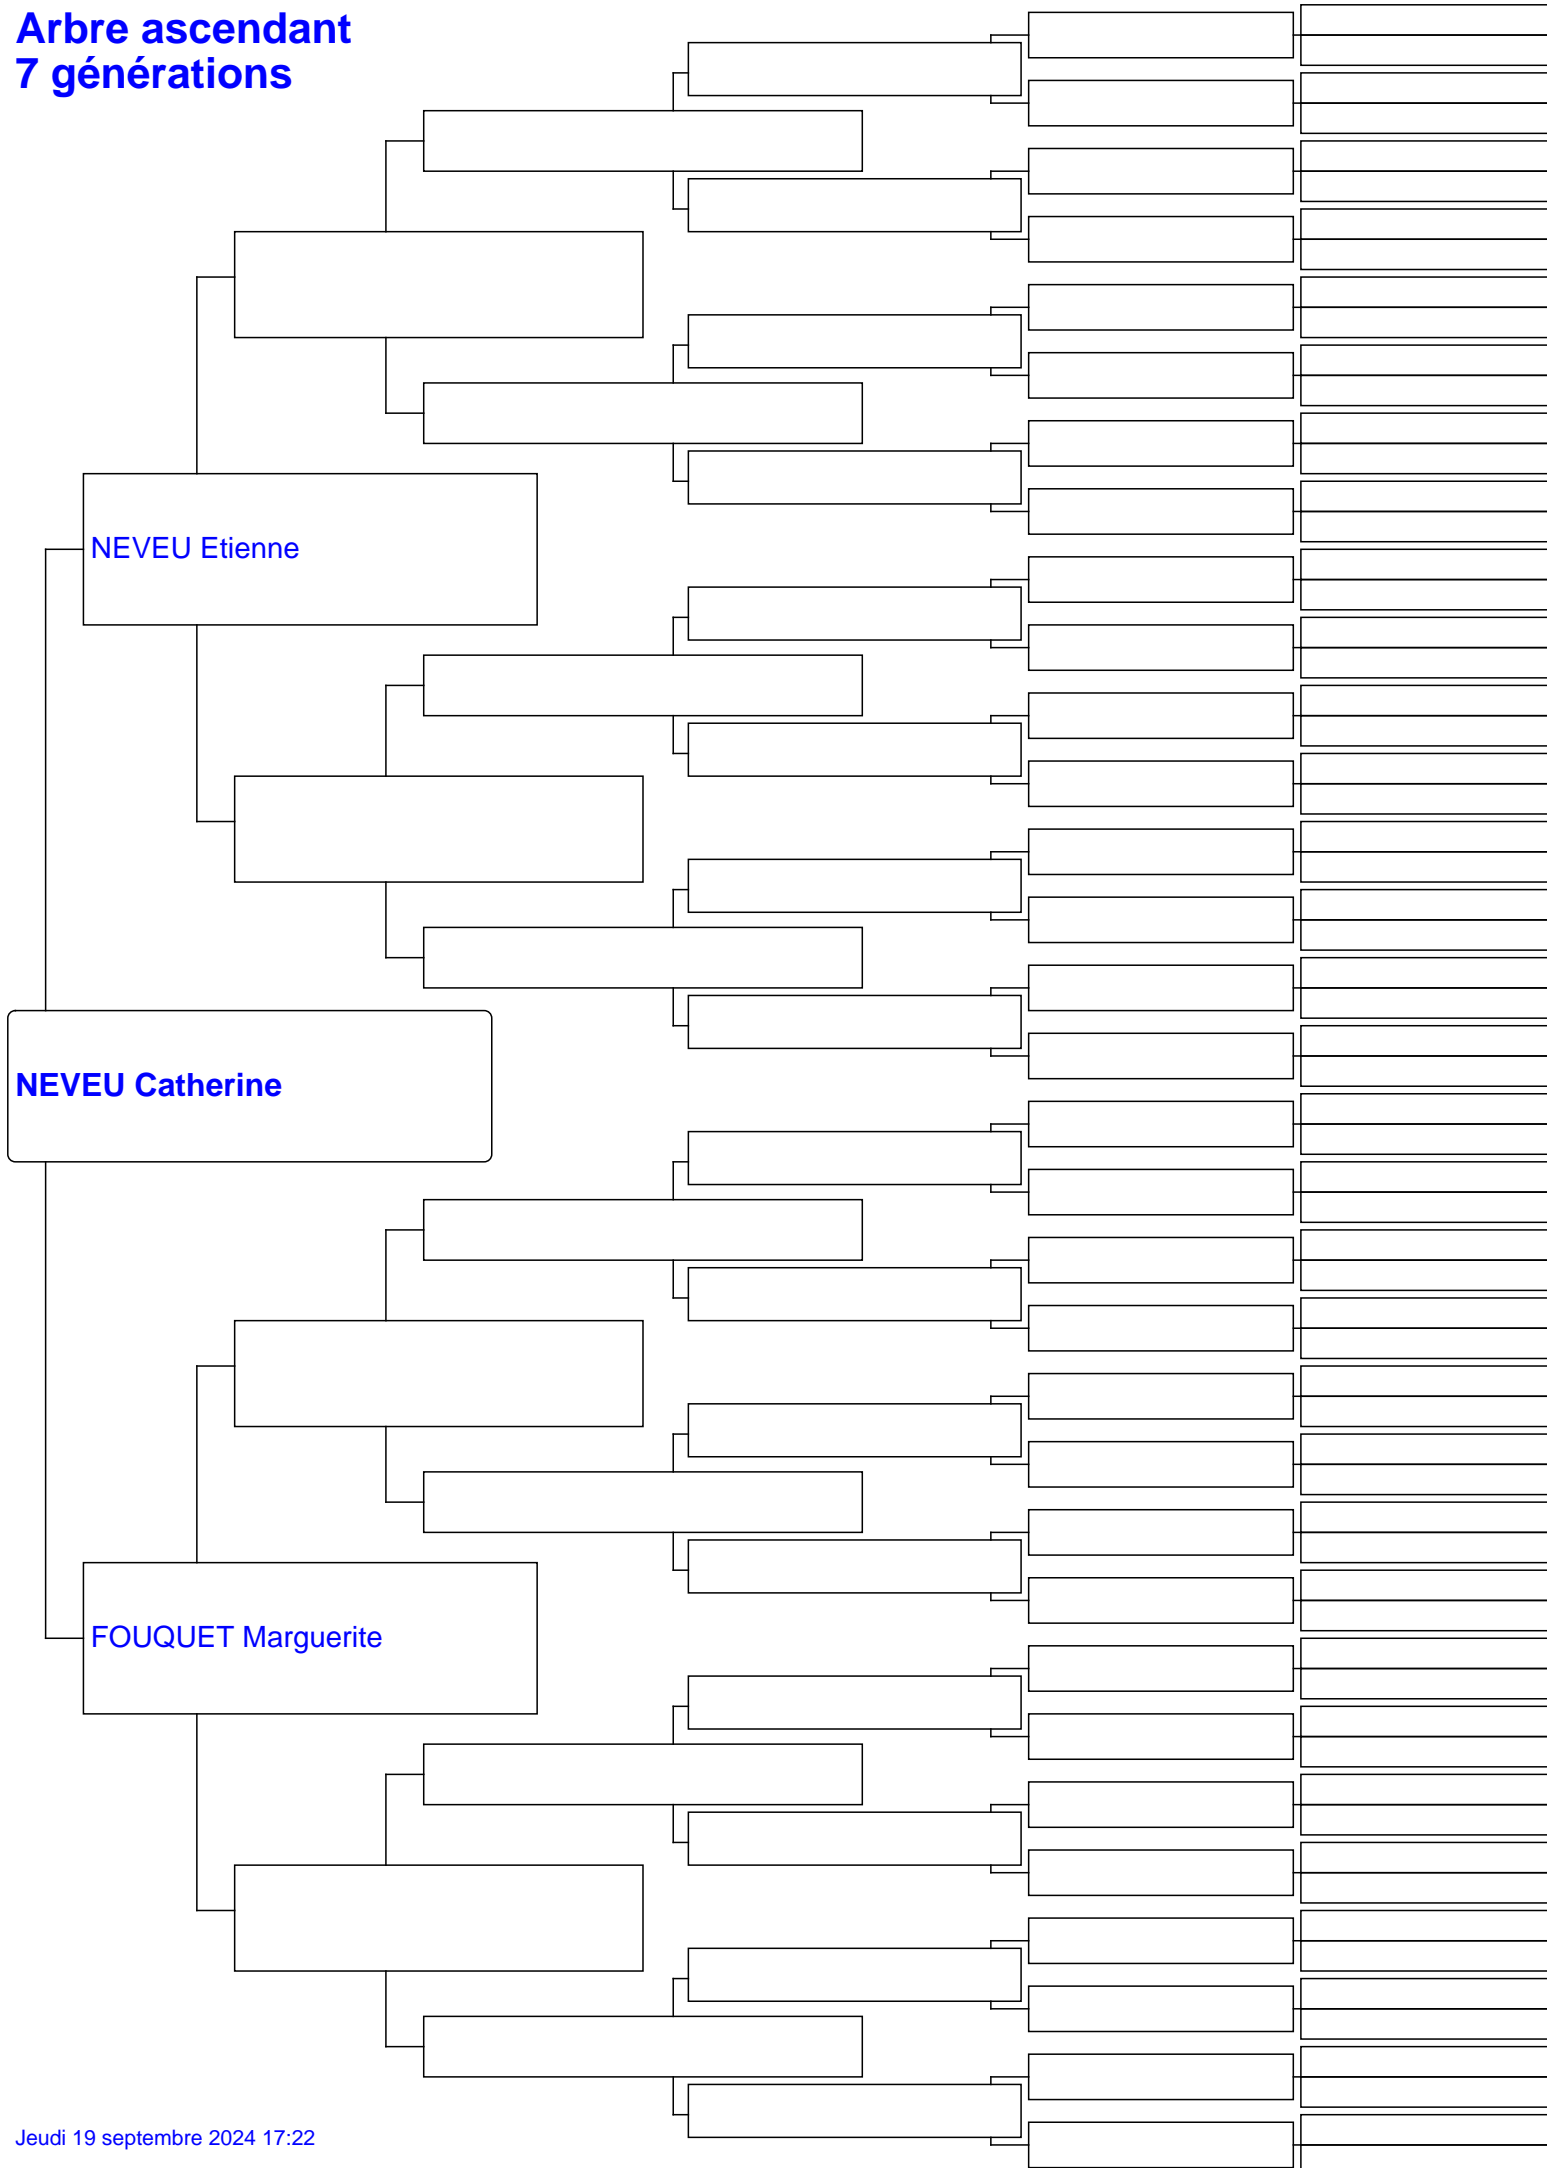 Arbre ascendant
7 générations
NEVEU Etienne
NEVEU Catherine
FOUQUET Marguerite
Jeudi 19 septembre 2024 17:22